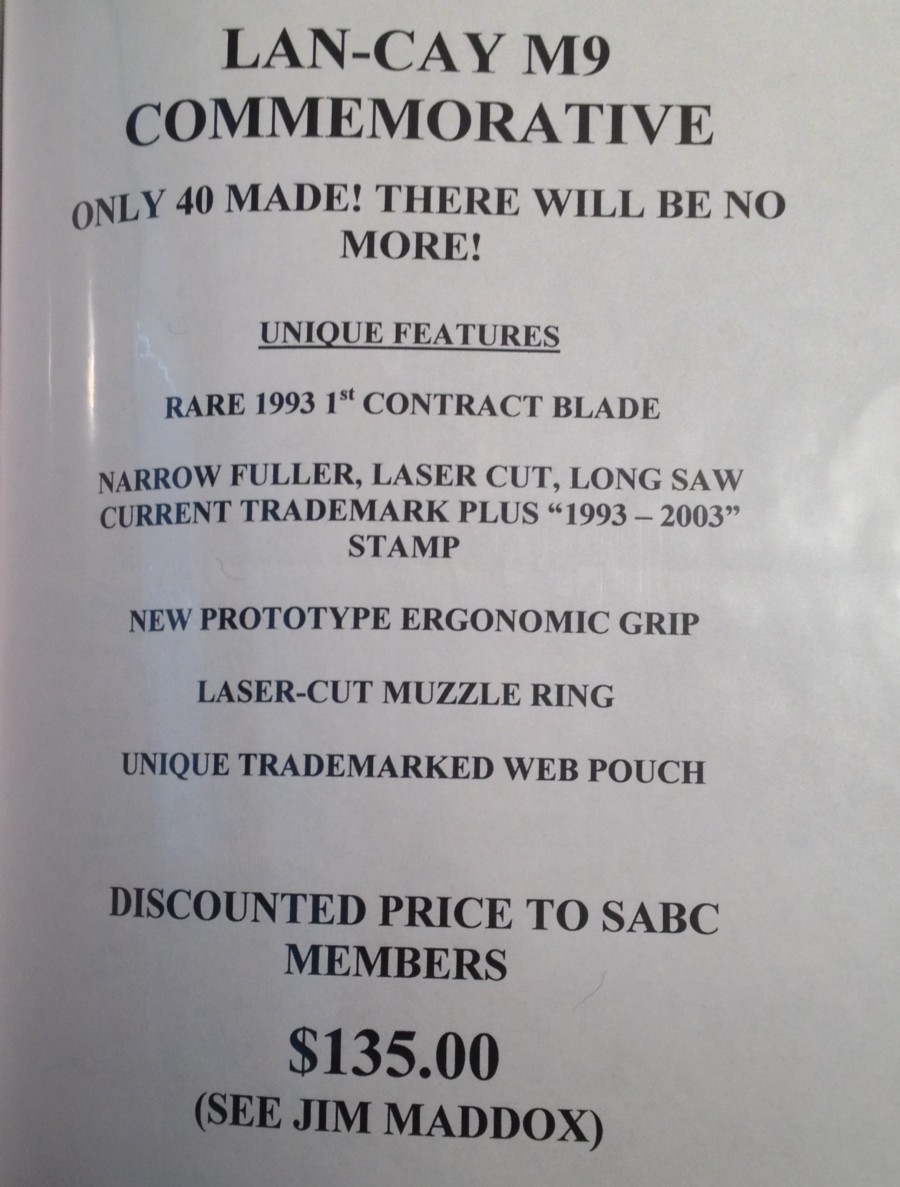 LAN-CAY M9
COMMEMORATIVE
ONLY 40 MADE! THERE WILL BE NO
MORE!
UNIQUE FEATURES
RARE 1993 1st CONTRACT BLADE
NARROW FULLER, LASER CUT, LONG SAW
CURRENT TRADEMARK PLUS “1993 – 2003”
STAMP
NEW PROTOTYPE ERGONOMIC GRIP
LASER-CUT MUZZLE RING
UNIQUE TRADEMARKED WEB POUCH
DISCOUNTED PRICE TO SABC
MEMBERS
$135.00
(SEE JIM MADDOX)